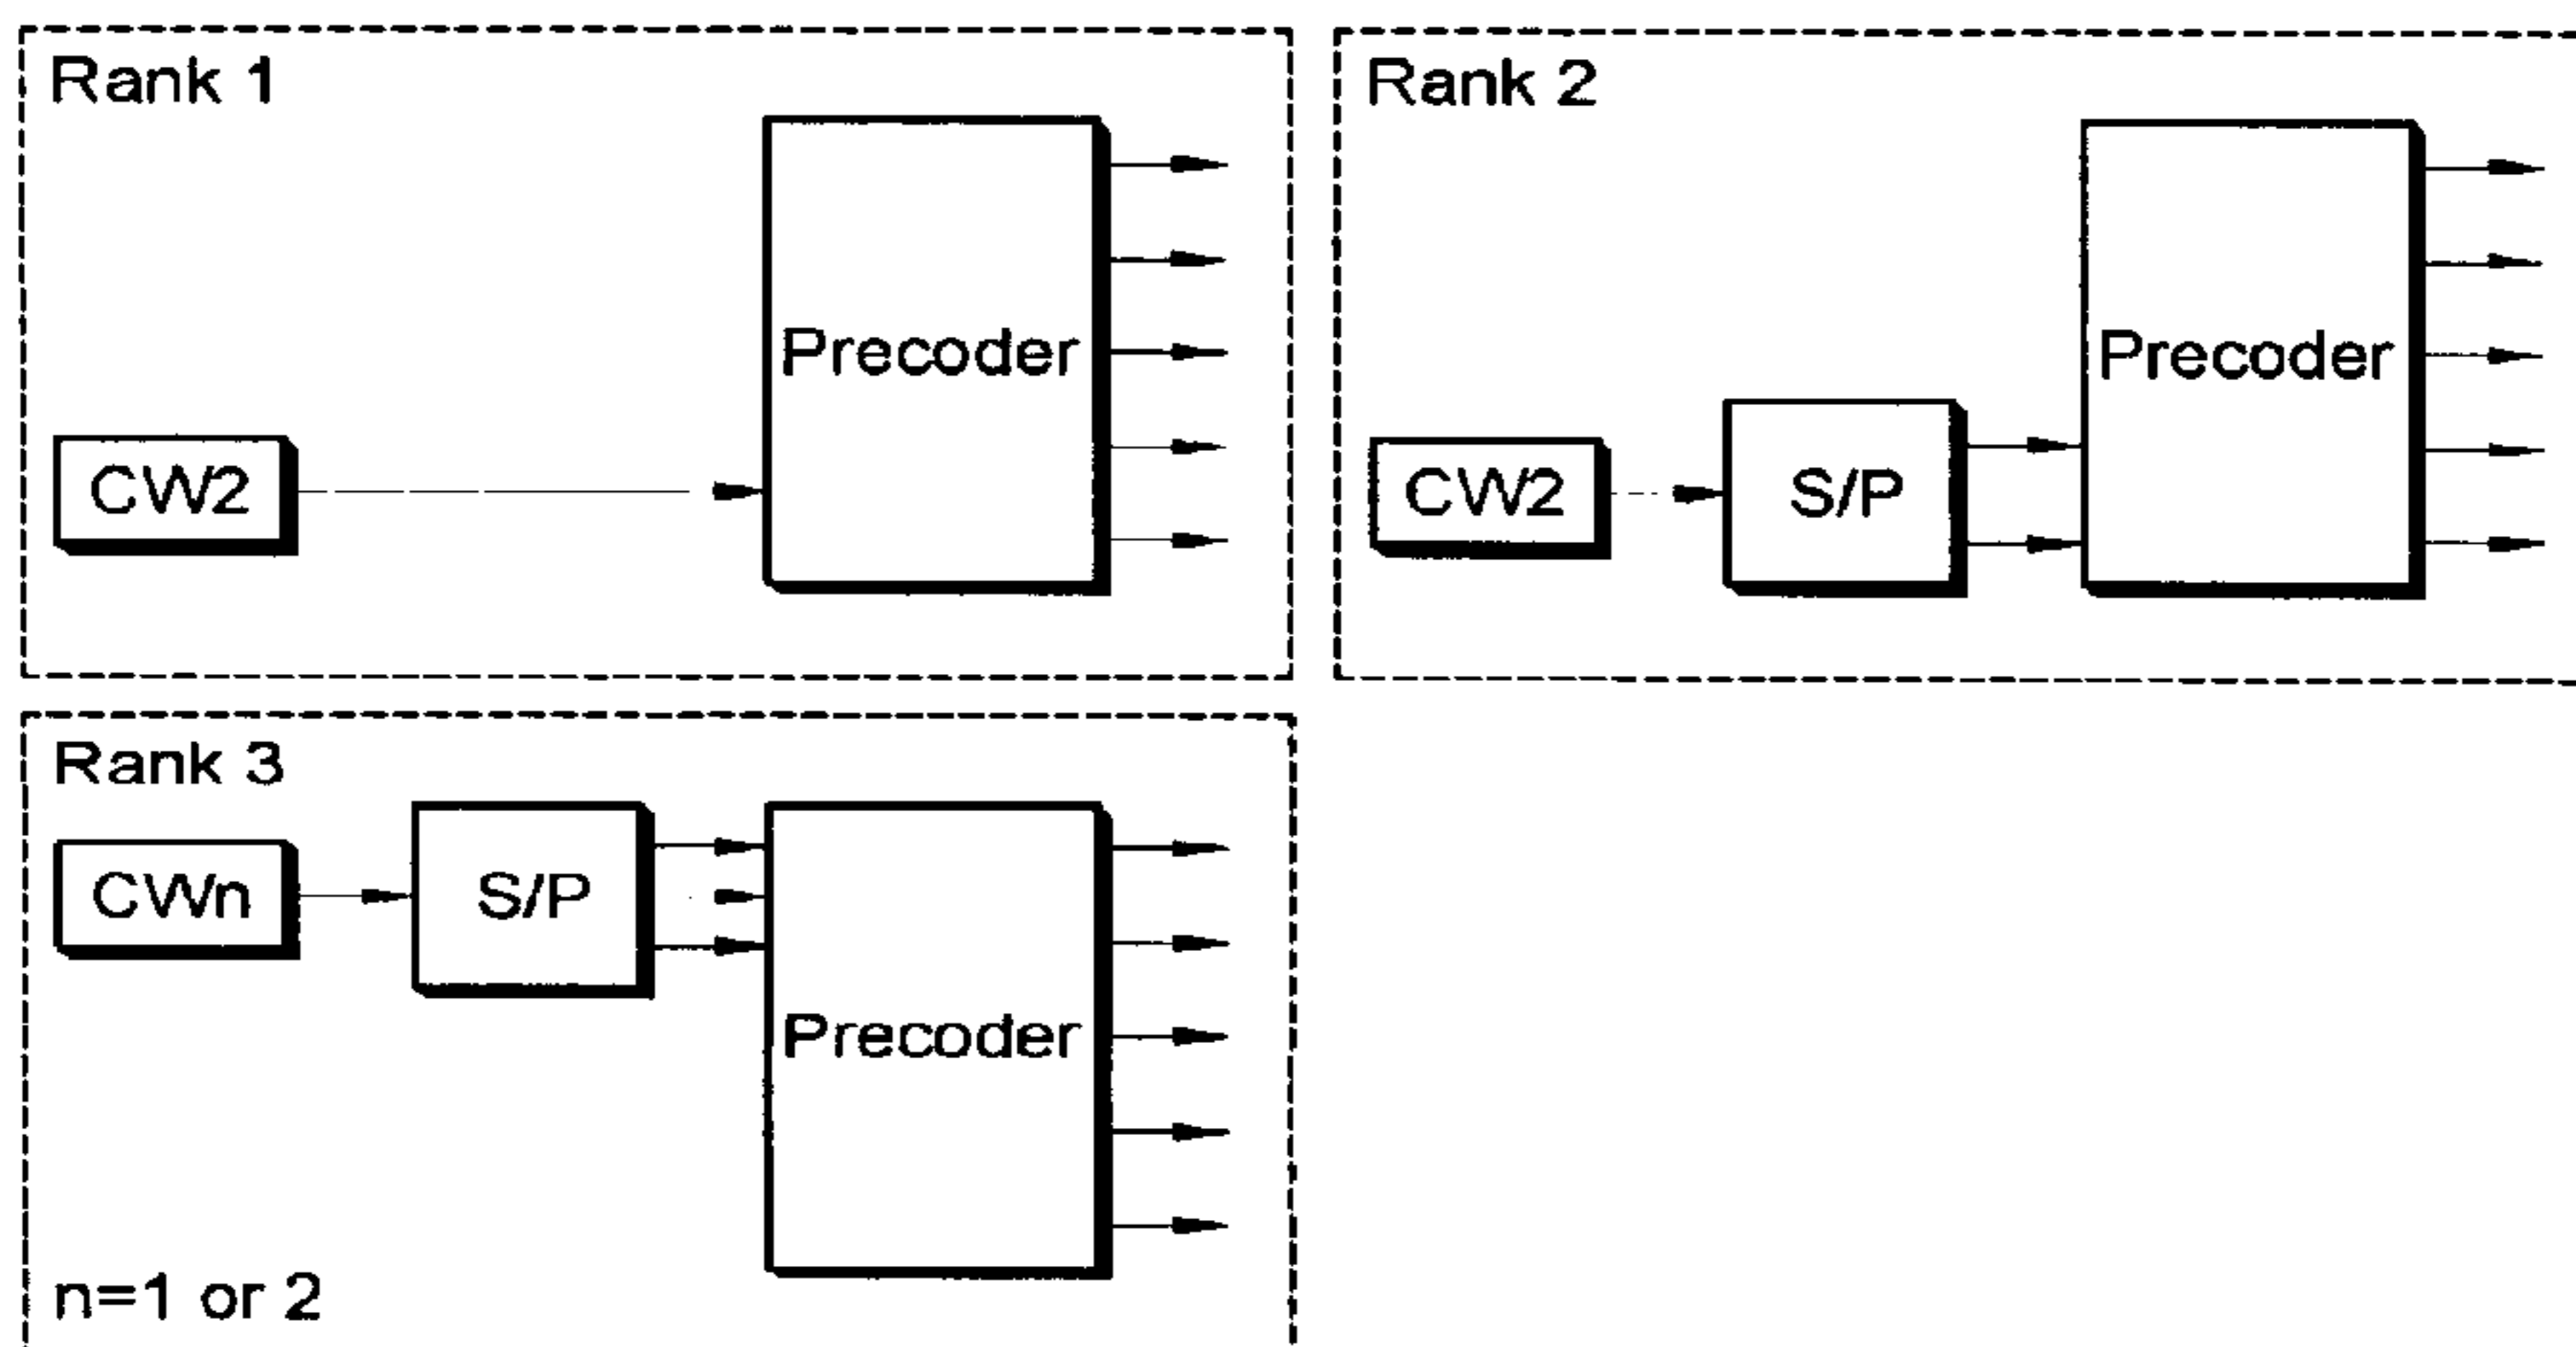 Rank 1
Precoder
CW2
Rank 2
Precoder
CW2
S/P
Rank 3
CWn
S/P
Precoder
n=1 or 2